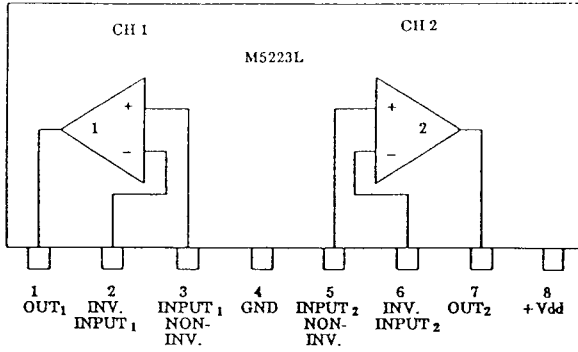 CH 1
CH 2
M5223L
+
1
−
+
2
−
1
OUT₁
2
INV.
INPUT₁
3
INPUT₁
NON-
INV.
4
GND
5
INPUT₂
NON-
INV.
6
INV.
INPUT₂
7
OUT₂
8
+Vdd